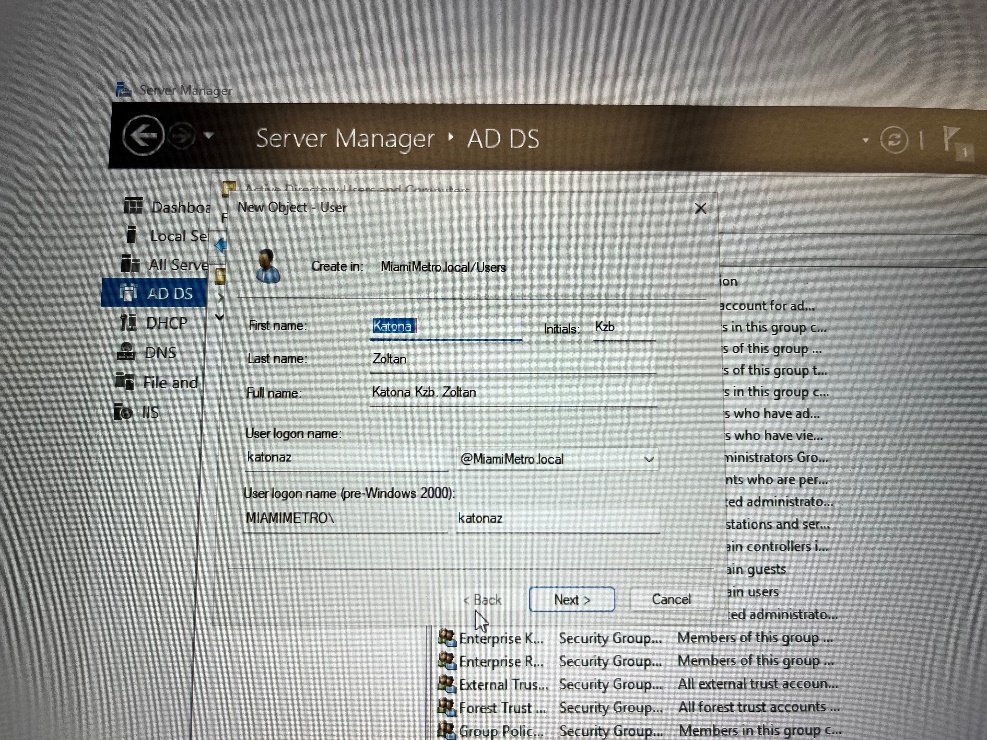 Server Manager
Server Manager ‣ AD DS
Active Directory Users and Computers
Dashboa
Local Se
All Serve
AD DS
DHCP
DNS
File and
IIS
F
New Object - User
Create in: MiamiMetro.local/Users
First name: Katona Initials: Kzb
Last name: Zoltan
Full name: Katona Kzb. Zoltan
User logon name:
katonaz @MiamiMetro.local
User logon name (pre-Windows 2000):
MIAMIMETRO\ katonaz
< Back Next > Cancel
ion
account for ad...
s in this group c...
s of this group ...
s of this group t...
s in this group c...
s who have ad...
s who have vie...
ministrators Gro...
nts who are per...
ted administrato...
stations and ser...
ain controllers i...
ain guests
ain users
ted administrato...
Enterprise K... Security Group... Members of this group ...
Enterprise R... Security Group... Members of this group ...
External Trus... Security Group... All external trust accoun...
Forest Trust ... Security Group... All forest trust accounts ...
Group Polic... Security Group... Members in this group c...
1